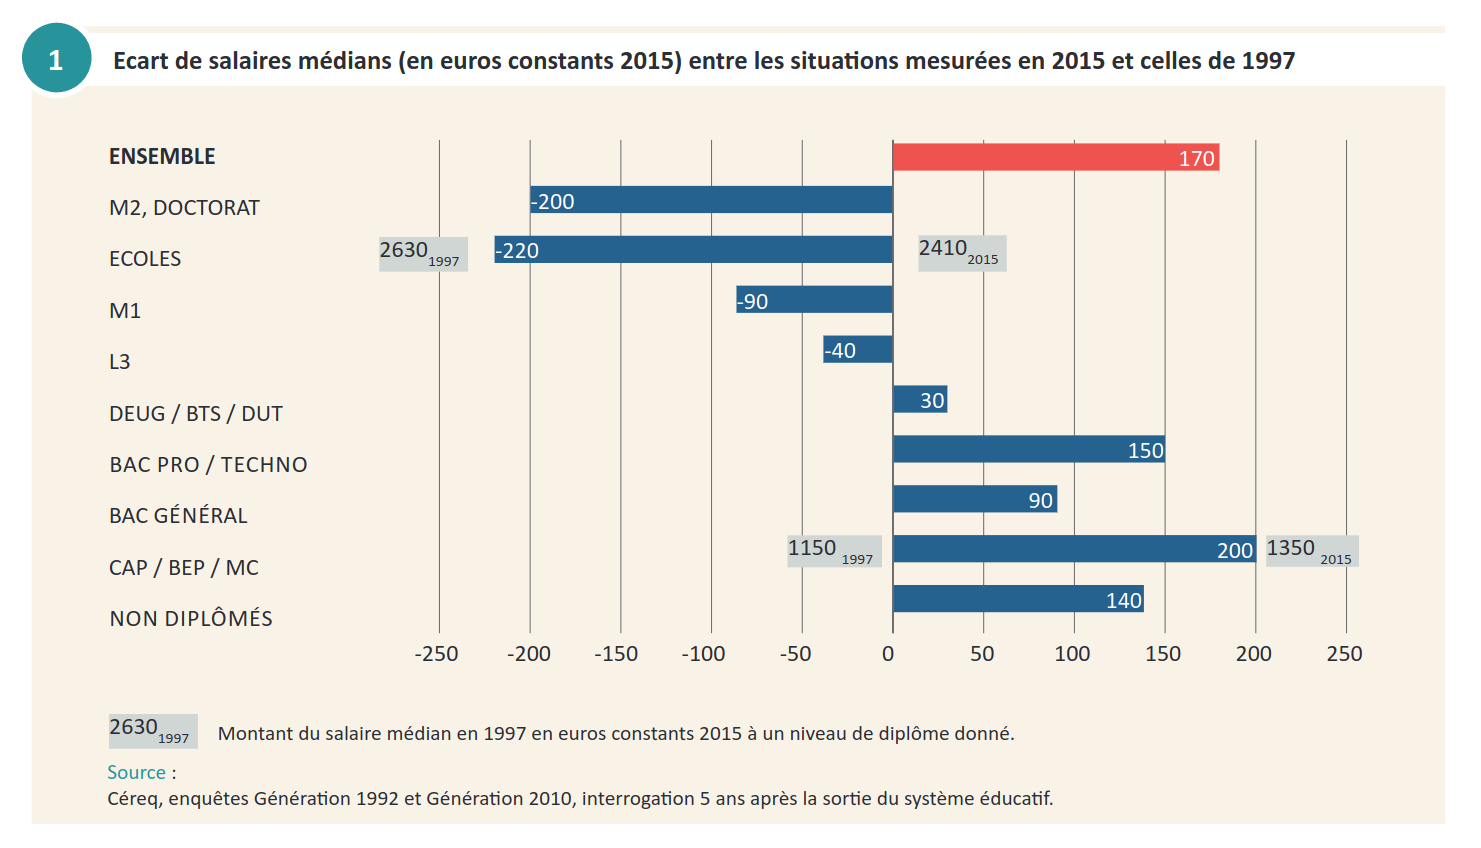 1
Ecart de salaires médians (en euros constants 2015) entre les situations mesurées en 2015 et celles de 1997
ENSEMBLE 170
M2, DOCTORAT -200
ECOLES 2630 1997 -220 2410 2015
M1 -90
L3 -40
DEUG / BTS / DUT 30
BAC PRO / TECHNO 150
BAC GÉNÉRAL 90
CAP / BEP / MC 1150 1997 200 1350 2015
NON DIPLÔMÉS 140
-250 -200 -150 -100 -50 0 50 100 150 200 250
2630 1997 Montant du salaire médian en 1997 en euros constants 2015 à un niveau de diplôme donné.
Source :
Céreq, enquêtes Génération 1992 et Génération 2010, interrogation 5 ans après la sortie du système éducatif.